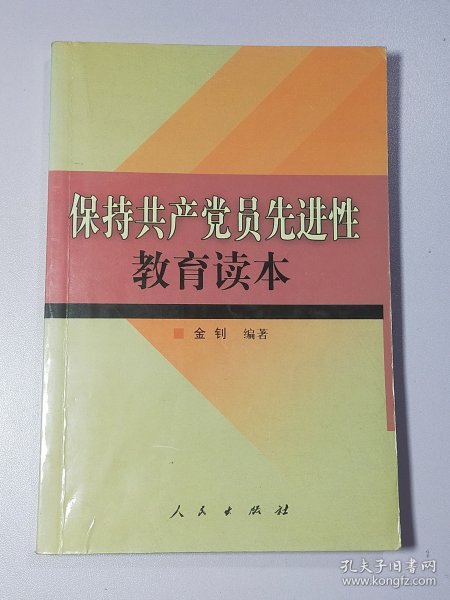 保持共产党员先进性
教育读本
金钊 编著
人民出版社
孔夫子旧书网
www.kongfz.com